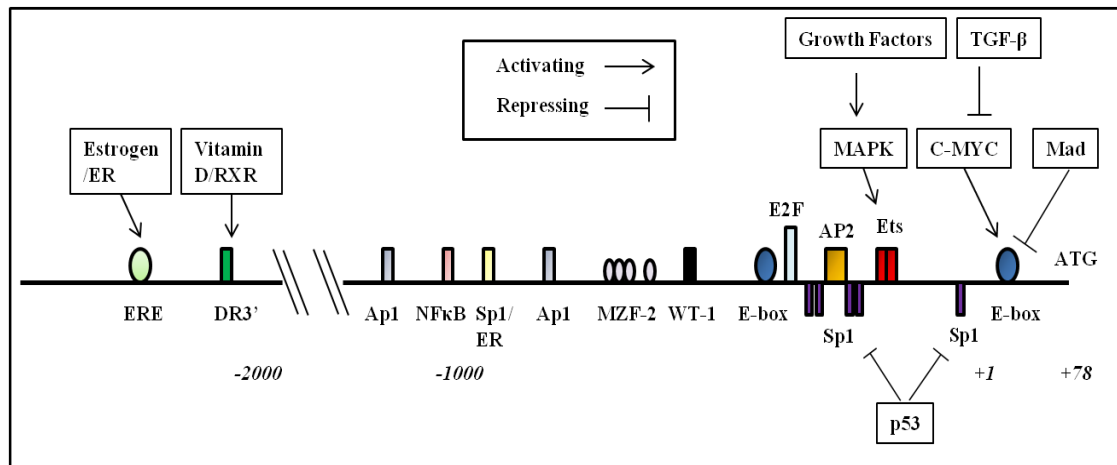 Growth Factors
TGF-β
Activating
Repressing
Estrogen
/ER
Vitamin
D/RXR
MAPK
C-MYC
Mad
E2F
AP2
Ets
ATG
ERE
DR3’
Ap1
NFκB
Sp1/
ER
Ap1
MZF-2
WT-1
E-box
Sp1
Sp1
E-box
-2000
-1000
+1
+78
p53